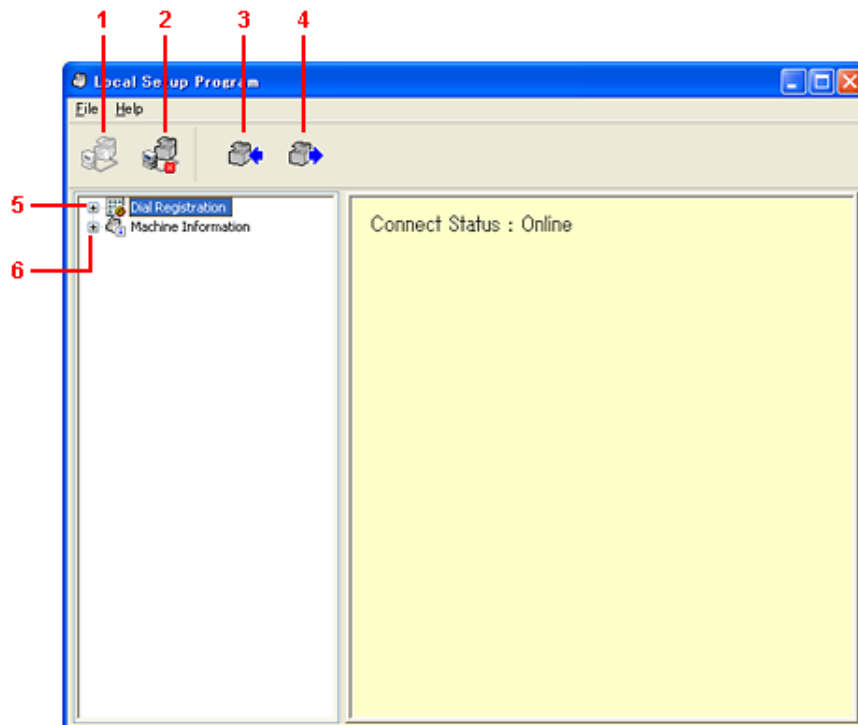 1 2 3 4
Local Setup Program
File Help
5
Dial Registration
Machine Information
6
Connect Status : Online